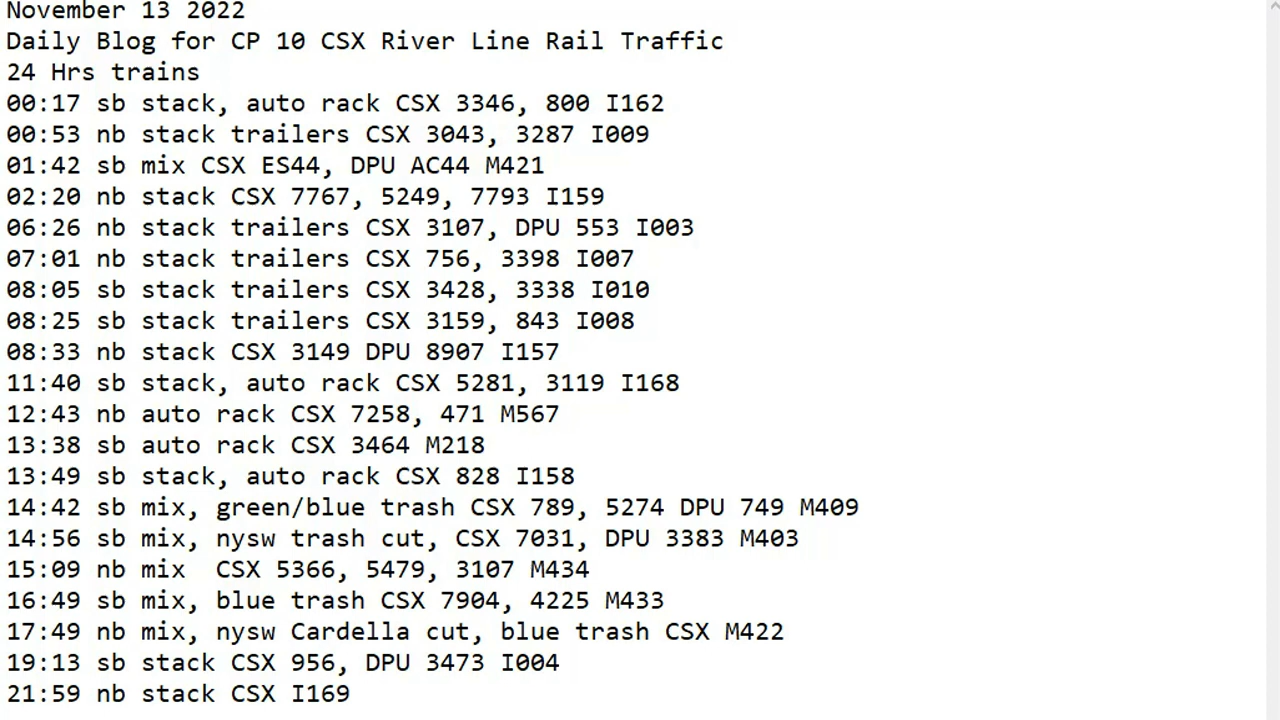 November 13 2022
Daily Blog for CP 10 CSX River Line Rail Traffic
24 Hrs trains
00:17 sb stack, auto rack CSX 3346, 800 I162
00:53 nb stack trailers CSX 3043, 3287 I009
01:42 sb mix CSX ES44, DPU AC44 M421
02:20 nb stack CSX 7767, 5249, 7793 I159
06:26 nb stack trailers CSX 3107, DPU 553 I003
07:01 nb stack trailers CSX 756, 3398 I007
08:05 sb stack trailers CSX 3428, 3338 I010
08:25 sb stack trailers CSX 3159, 843 I008
08:33 nb stack CSX 3149 DPU 8907 I157
11:40 sb stack, auto rack CSX 5281, 3119 I168
12:43 nb auto rack CSX 7258, 471 M567
13:38 sb auto rack CSX 3464 M218
13:49 sb stack, auto rack CSX 828 I158
14:42 sb mix, green/blue trash CSX 789, 5274 DPU 749 M409
14:56 sb mix, nysw trash cut, CSX 7031, DPU 3383 M403
15:09 nb mix  CSX 5366, 5479, 3107 M434
16:49 sb mix, blue trash CSX 7904, 4225 M433
17:49 nb mix, nysw Cardella cut, blue trash CSX M422
19:13 sb stack CSX 956, DPU 3473 I004
21:59 nb stack CSX I169